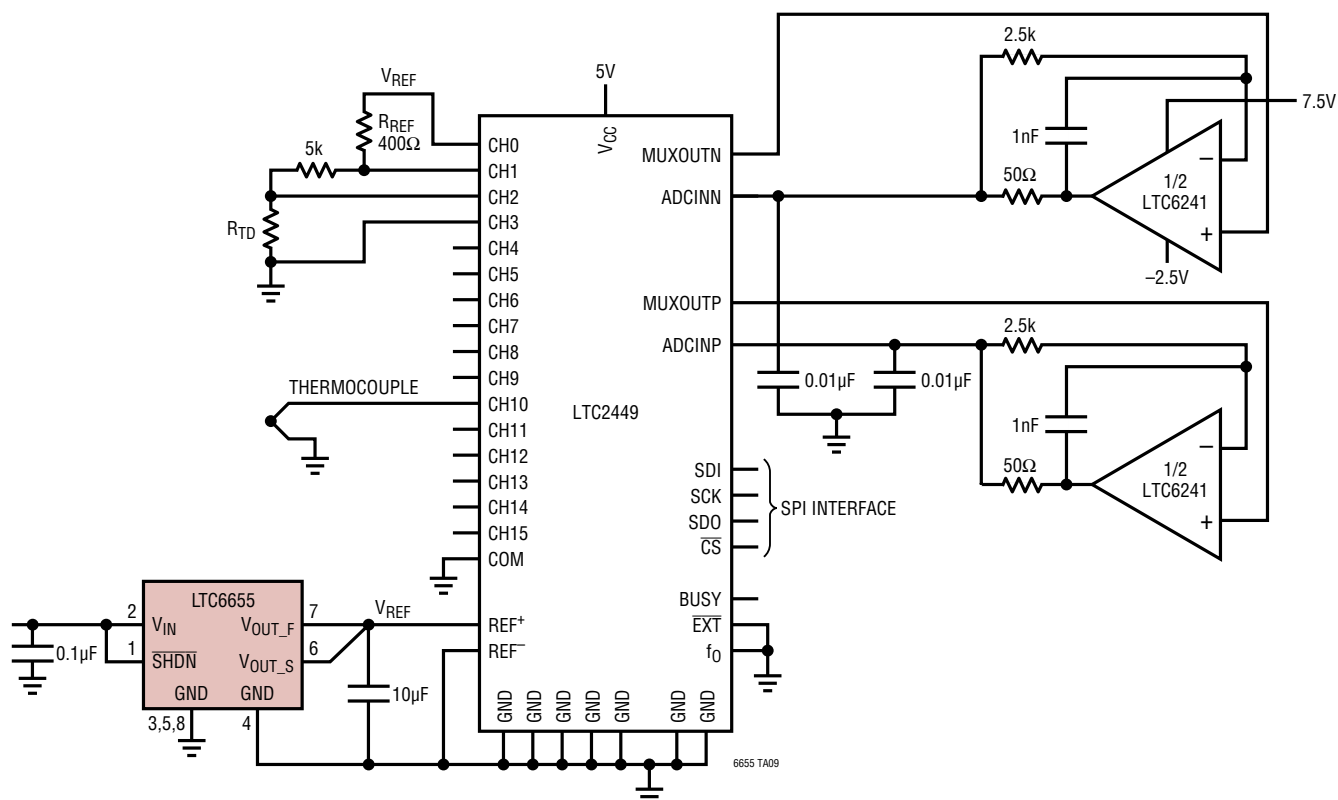 2.5k
5V
V_REF
7.5V
R_REF
400Ω
V_CC
1nF
CH0
MUXOUTN
5k
CH1
–
50Ω
1/2
LTC6241
CH2
ADCINN
CH3
R_TD
+
CH4
CH5
–2.5V
CH6
MUXOUTP
CH7
2.5k
CH8
ADCINP
CH9
0.01µF
0.01µF
THERMOCOUPLE
CH10
LTC2449
1nF
CH11
–
CH12
SDI
50Ω
1/2
LTC6241
CH13
SCK
SPI INTERFACE
CH14
SDO
+
CH15
CS
COM
LTC6655
BUSY
2
V_IN
V_OUT_F
7
V_REF
REF+
EXT
0.1µF
1
SHDN
V_OUT_S
6
REF–
fO
GND
GND
10µF
3,5,8
4
GND
GND
GND
GND
GND
GND
GND
6655 TA09